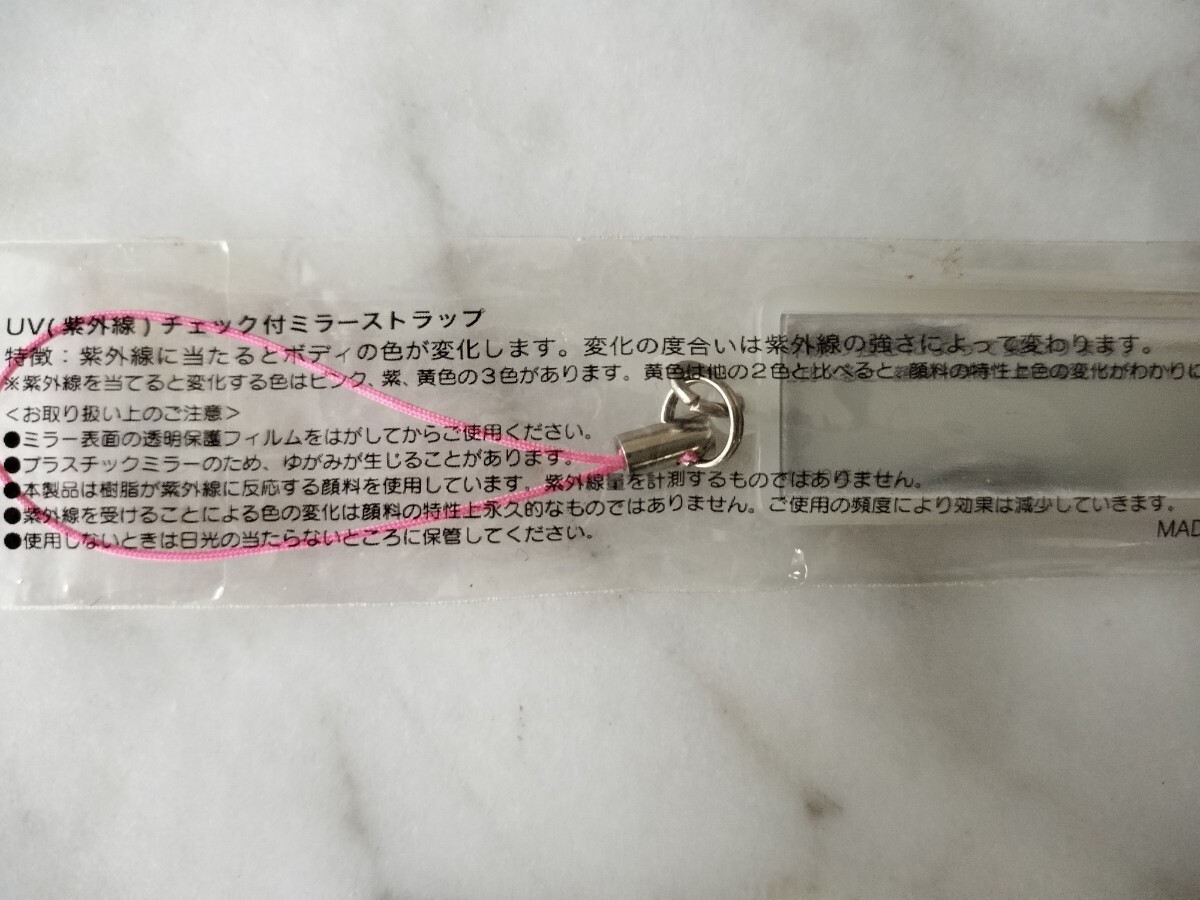 UV(紫外線)チェック付ミラーストラップ
特徴：紫外線に当たるとボディの色が変化します。変化の度合いは紫外線の強さによって変わります。
※紫外線を当てると変化する色はピンク、紫、黄色の3色があります。黄色は他の2色と比べると、顔料の特性上色の変化がわかりに
＜お取り扱い上のご注意＞
●ミラー表面の透明保護フィルムをはがしてからご使用ください。
●プラスチックミラーのため、ゆがみが生じることがあります。
●本製品は樹脂が紫外線に反応する顔料を使用しています。紫外線量を計測するものではありません。
●紫外線を受けることによる色の変化は顔料の特性上永久的なものではありません。ご使用の頻度により効果は減少していきます。
●使用しないときは日光の当たらないところに保管してください。
MAD